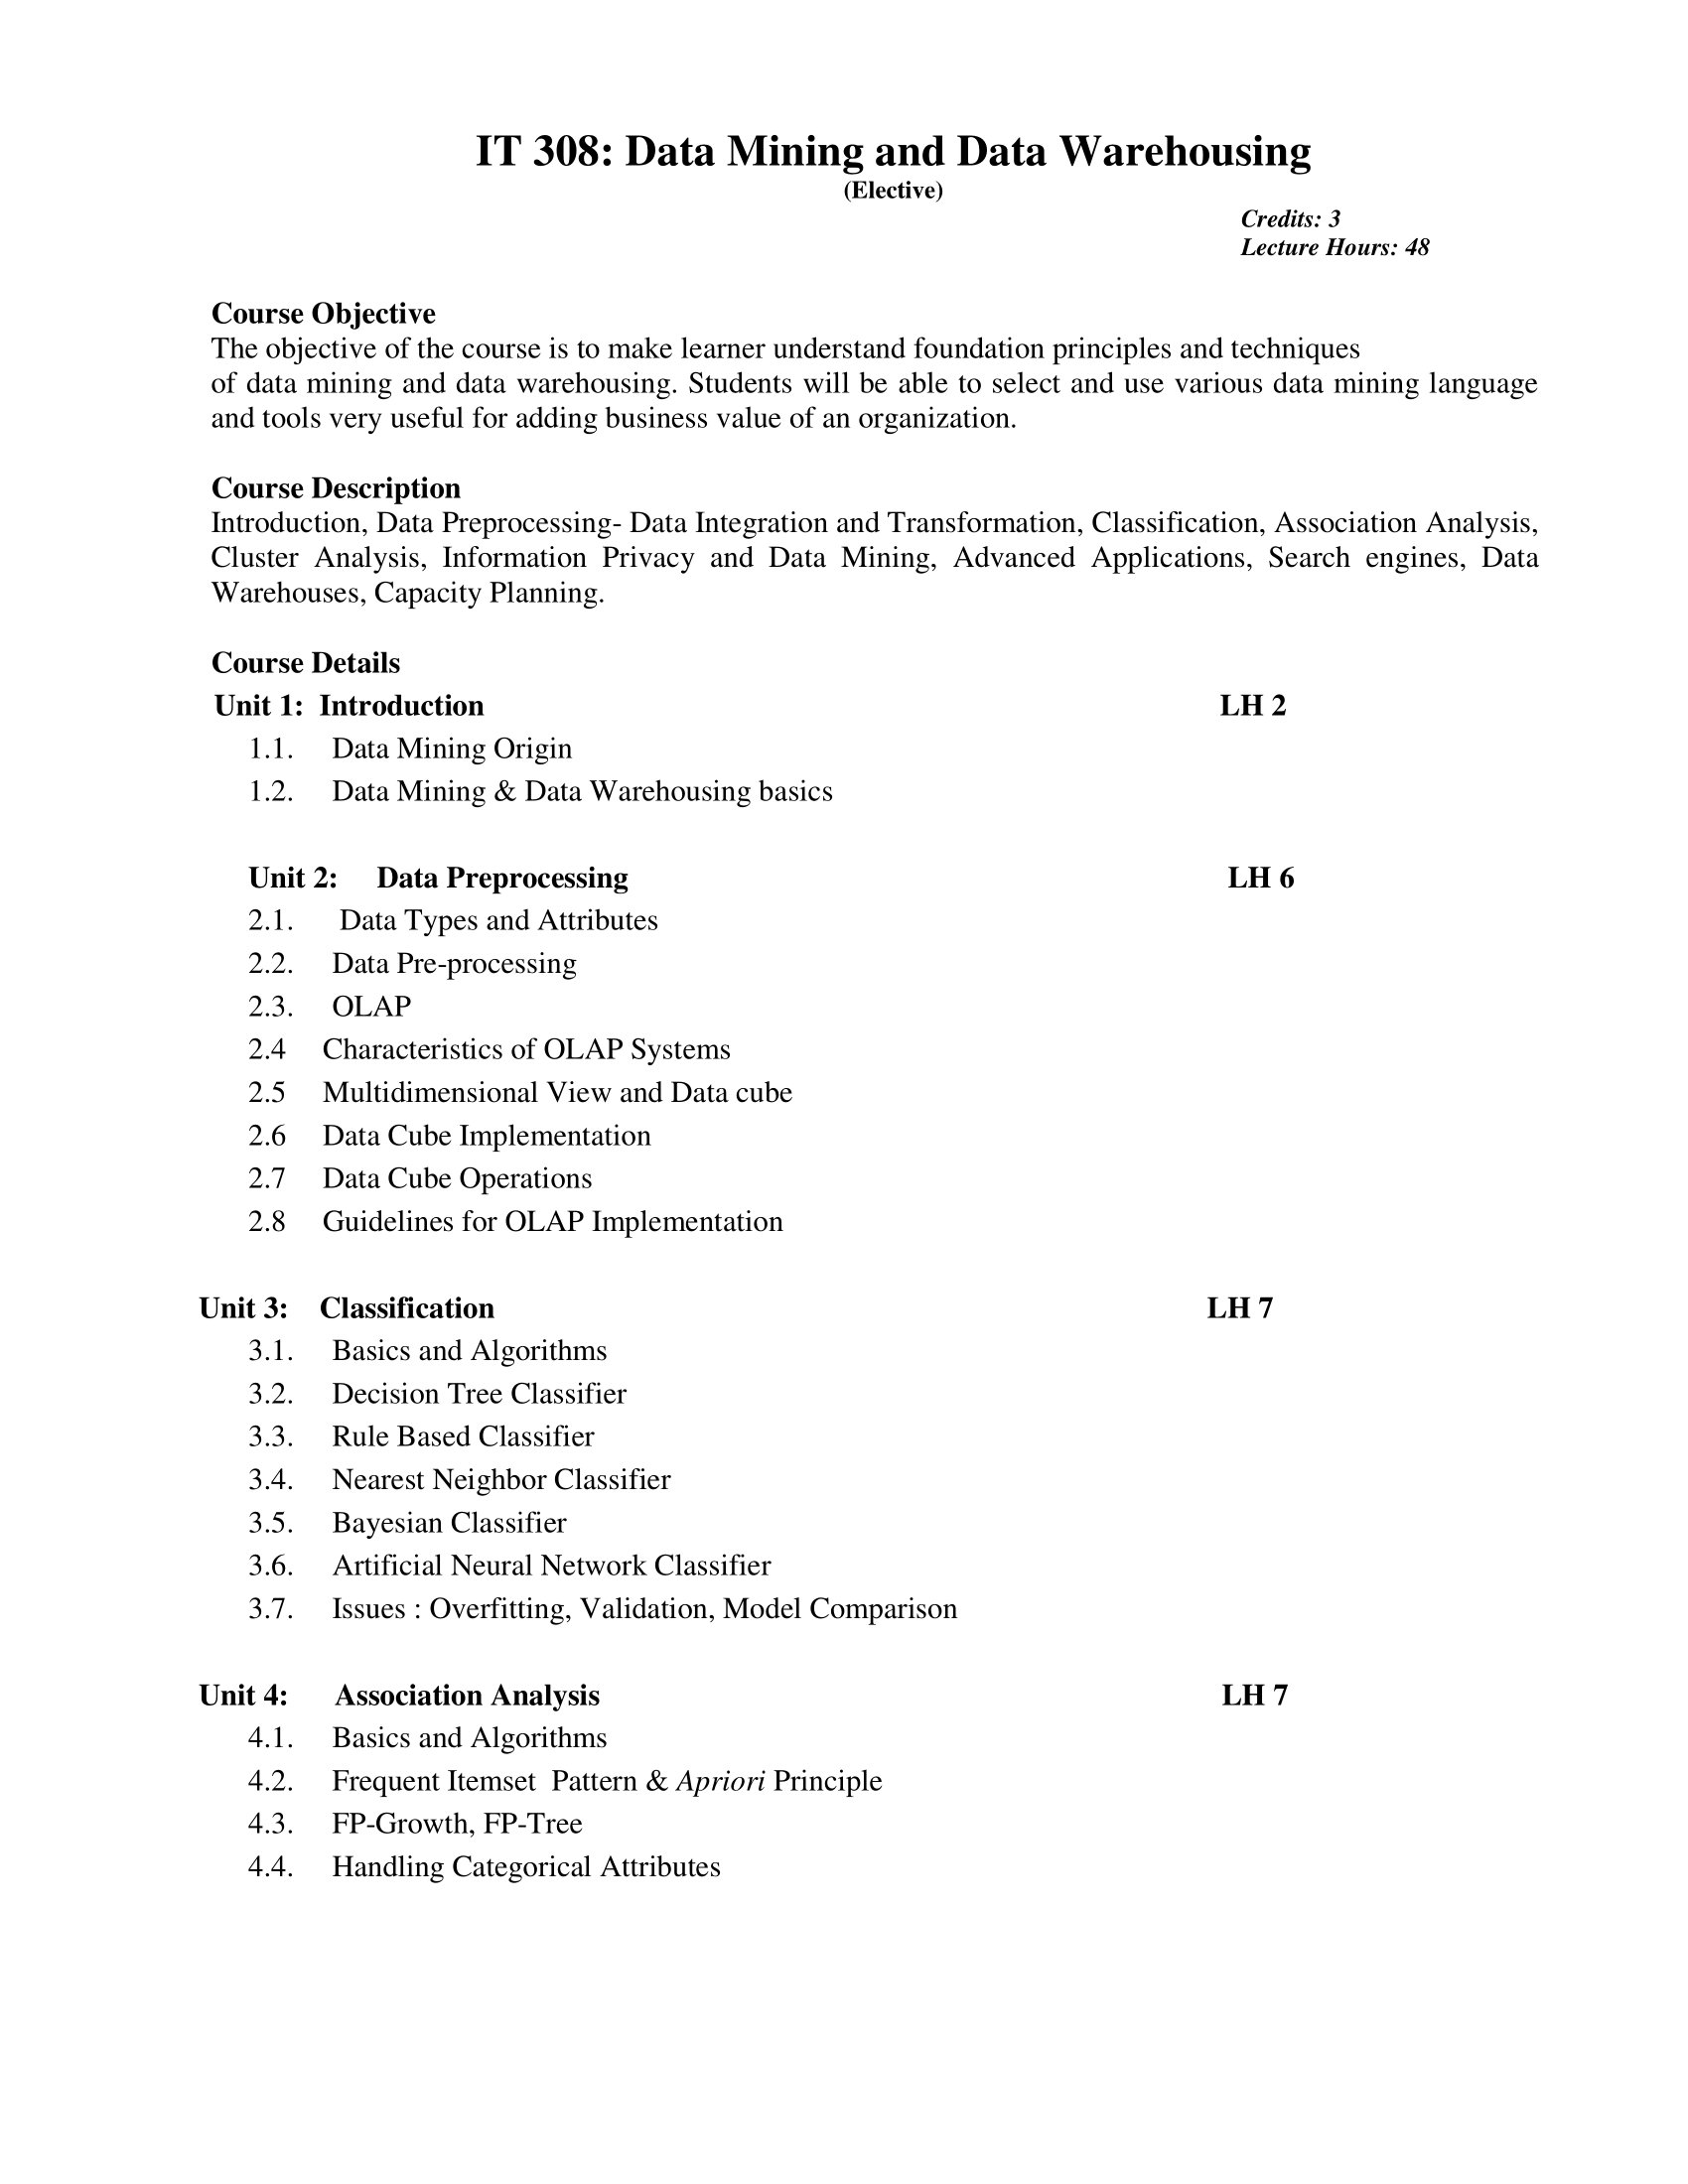 IT 308: Data Mining and Data Warehousing
(Elective)
Credits: 3
Lecture Hours: 48
Course Objective
The objective of the course is to make learner understand foundation principles and techniques
of data mining and data warehousing. Students will be able to select and use various data mining language
and tools very useful for adding business value of an organization.
Course Description
Introduction, Data Preprocessing- Data Integration and Transformation, Classification, Association Analysis,
Cluster Analysis, Information Privacy and Data Mining, Advanced Applications, Search engines, Data
Warehouses, Capacity Planning.
Course Details
Unit 1: Introduction LH 2
1.1. Data Mining Origin
1.2. Data Mining & Data Warehousing basics
Unit 2: Data Preprocessing LH 6
2.1. Data Types and Attributes
2.2. Data Pre-processing
2.3. OLAP
2.4 Characteristics of OLAP Systems
2.5 Multidimensional View and Data cube
2.6 Data Cube Implementation
2.7 Data Cube Operations
2.8 Guidelines for OLAP Implementation
Unit 3: Classification LH 7
3.1. Basics and Algorithms
3.2. Decision Tree Classifier
3.3. Rule Based Classifier
3.4. Nearest Neighbor Classifier
3.5. Bayesian Classifier
3.6. Artificial Neural Network Classifier
3.7. Issues : Overfitting, Validation, Model Comparison
Unit 4: Association Analysis LH 7
4.1. Basics and Algorithms
4.2. Frequent Itemset Pattern & Apriori Principle
4.3. FP-Growth, FP-Tree
4.4. Handling Categorical Attributes